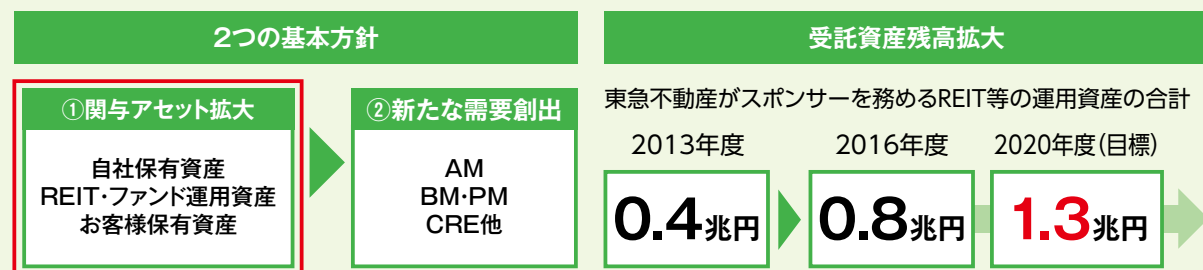 2つの基本方針
①関与アセット拡大
自社保有資産
REIT・ファンド運用資産
お客様保有資産
②新たな需要創出
AM
BM・PM
CRE他
受託資産残高拡大
東急不動産がスポンサーを務めるREIT等の運用資産の合計
2013年度
0.4兆円
2016年度
0.8兆円
2020年度(目標)
1.3兆円